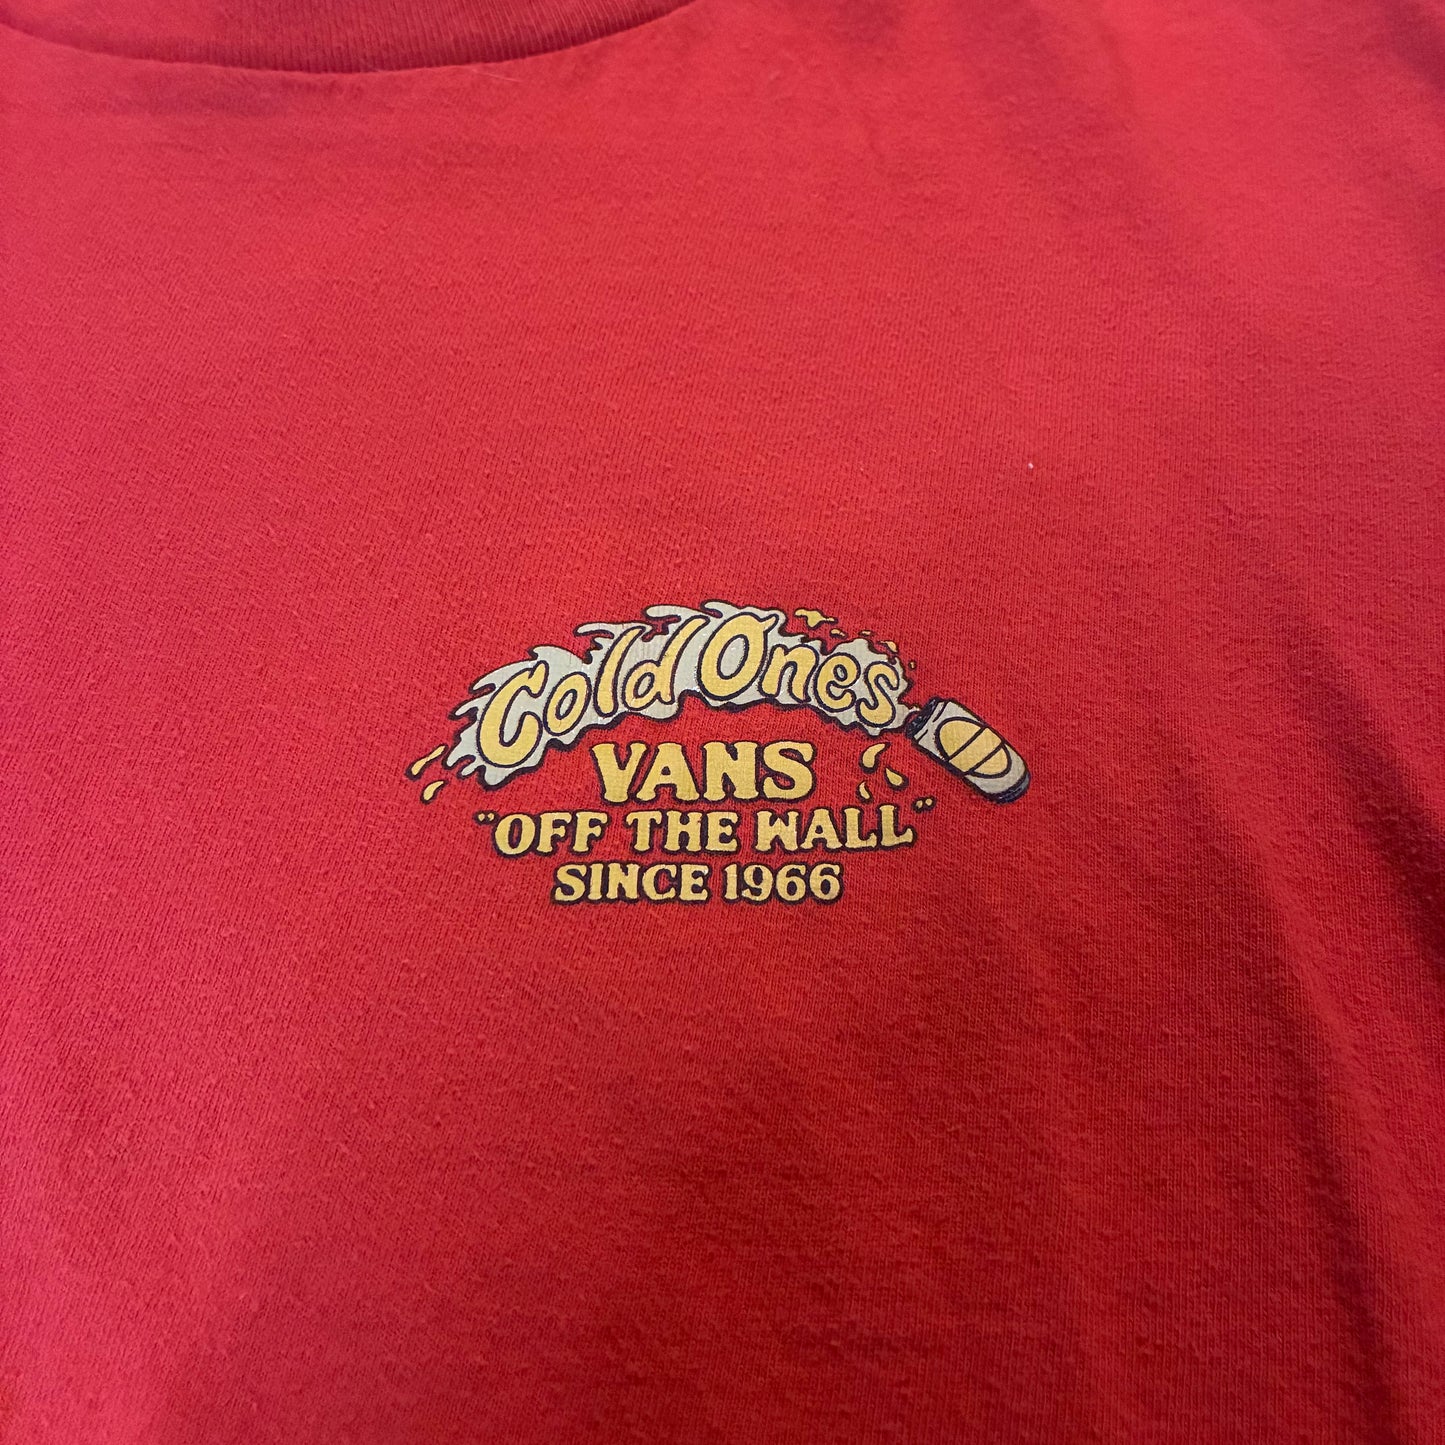 Cold Ones
VANS
"OFF THE WALL"
SINCE 1966